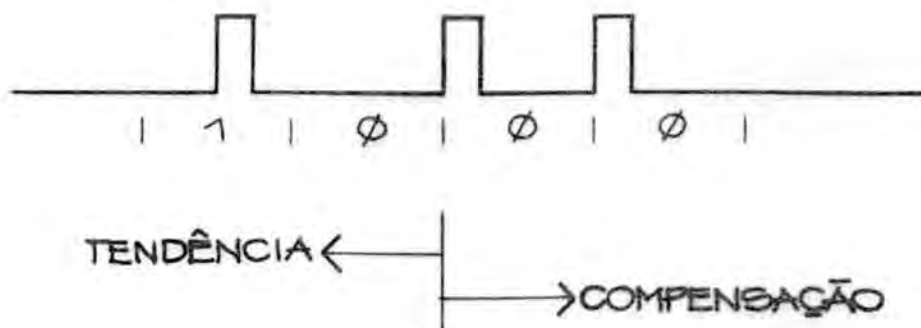 | 1 | Ø | Ø | Ø |
TENDÊNCIA
COMPENSAÇÃO